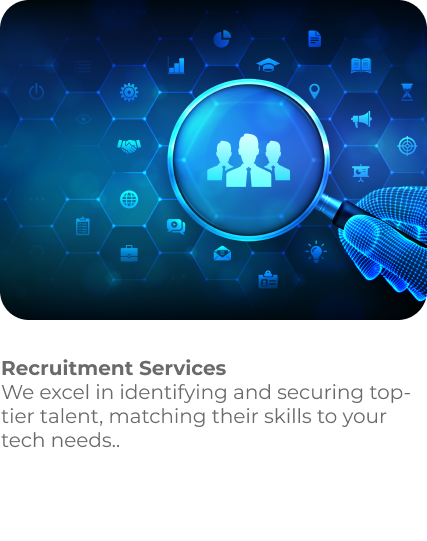 Recruitment Services
We excel in identifying and securing top-
tier talent, matching their skills to your
tech needs..